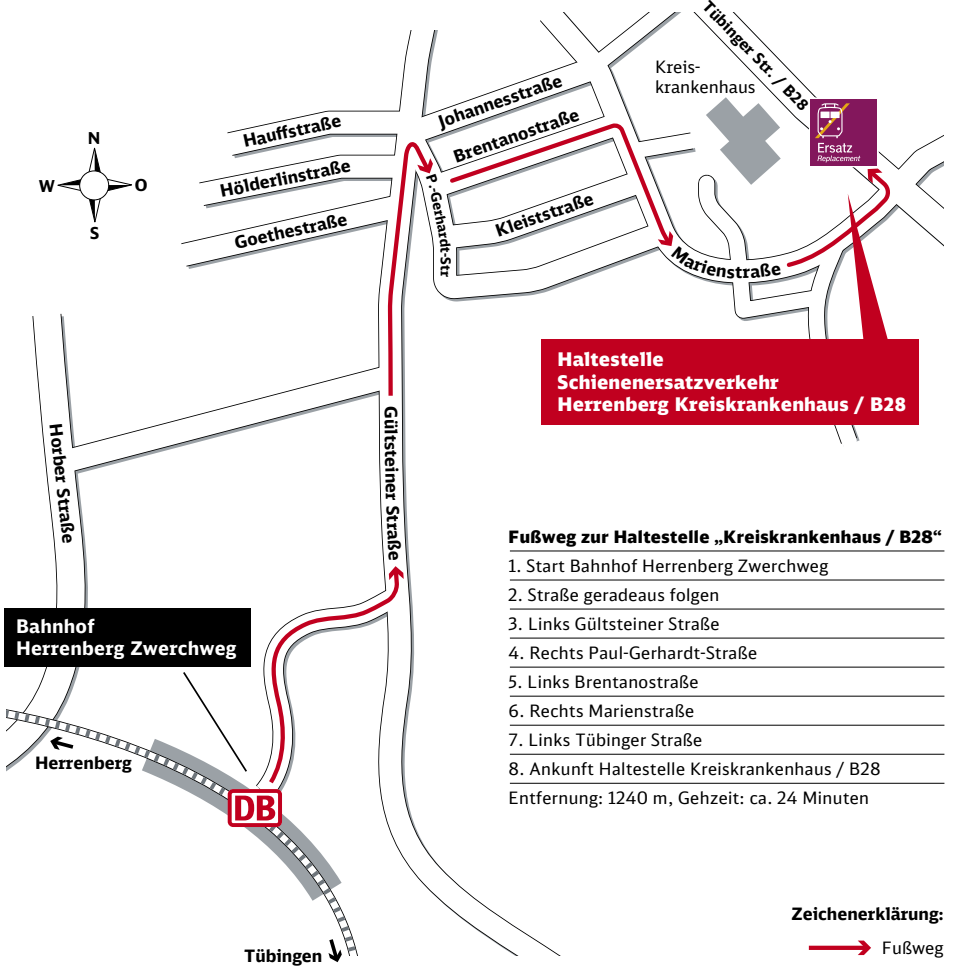 Tübinger Str. / B28
Kreis-
krankenhaus
Johannesstraße
Hauffstraße
Brentanostraße
Ersatz
Replacement
N
W
O
S
Hölderlinstraße
P.-Gerhardt-Str
Goethestraße
Kleiststraße
Marienstraße
Haltestelle
Schienenersatzverkehr
Herrenberg Kreiskrankenhaus / B28
Horber Straße
Gültsteiner Straße
Fußweg zur Haltestelle „Kreiskrankenhaus / B28“
1. Start Bahnhof Herrenberg Zwerchweg
2. Straße geradeaus folgen
3. Links Gültsteiner Straße
4. Rechts Paul-Gerhardt-Straße
5. Links Brentanostraße
6. Rechts Marienstraße
7. Links Tübinger Straße
8. Ankunft Haltestelle Kreiskrankenhaus / B28
Entfernung: 1240 m, Gehzeit: ca. 24 Minuten
Bahnhof
Herrenberg Zwerchweg
Herrenberg
DB
Tübingen
Zeichenerklärung:
Fußweg